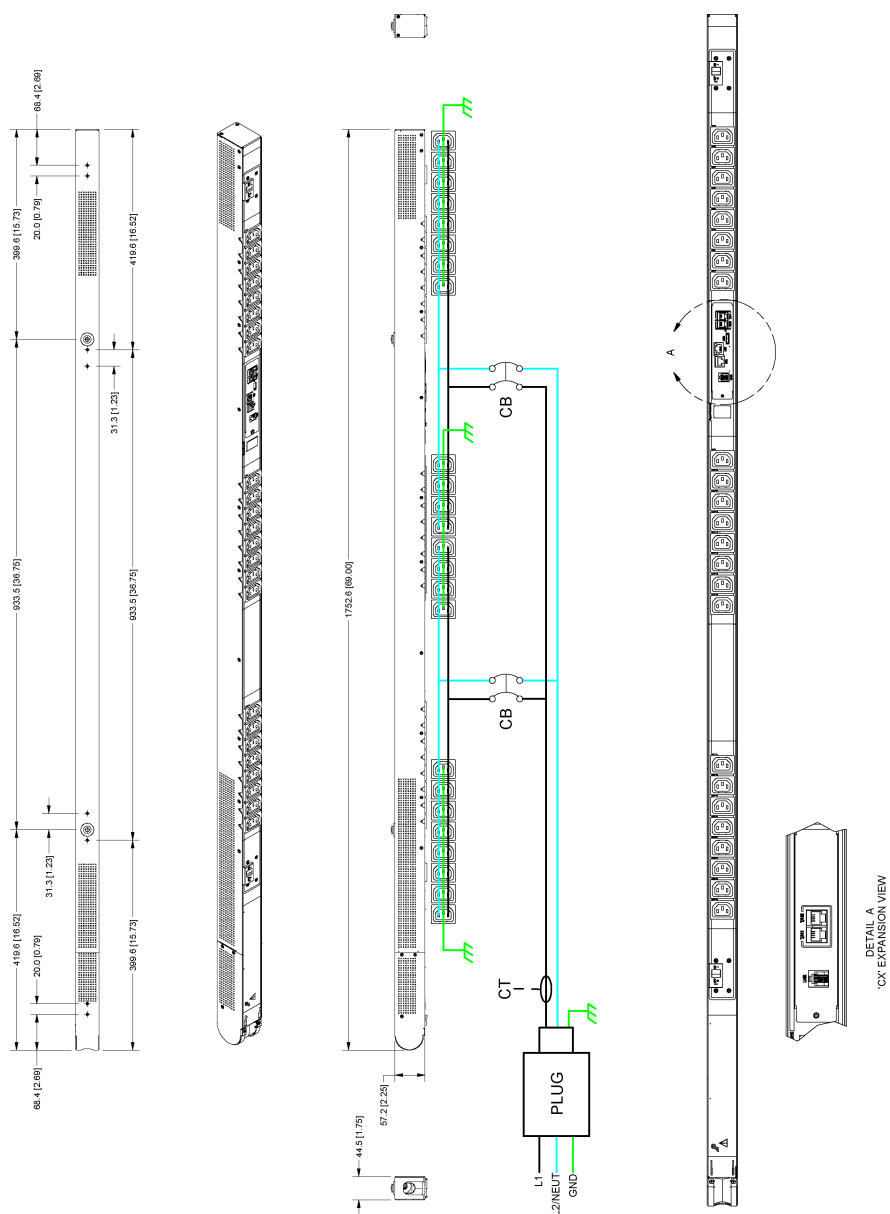 68.4 [2.69]
399.6 [15.73]
20.0 [0.79]
419.6 [16.52]
31.3 [1.23]
933.5 [36.75]
933.5 [36.75]
31.3 [1.23]
419.6 [16.52]
20.0 [0.79]
399.6 [15.73]
68.4 [2.69]
1752.6 [69.00]
57.2 [2.25]
44.5 [1.75]
CB
CB
CT
PLUG
L1
L2/NEUT
GND
A
DETAIL A
'CX' EXPANSION VIEW